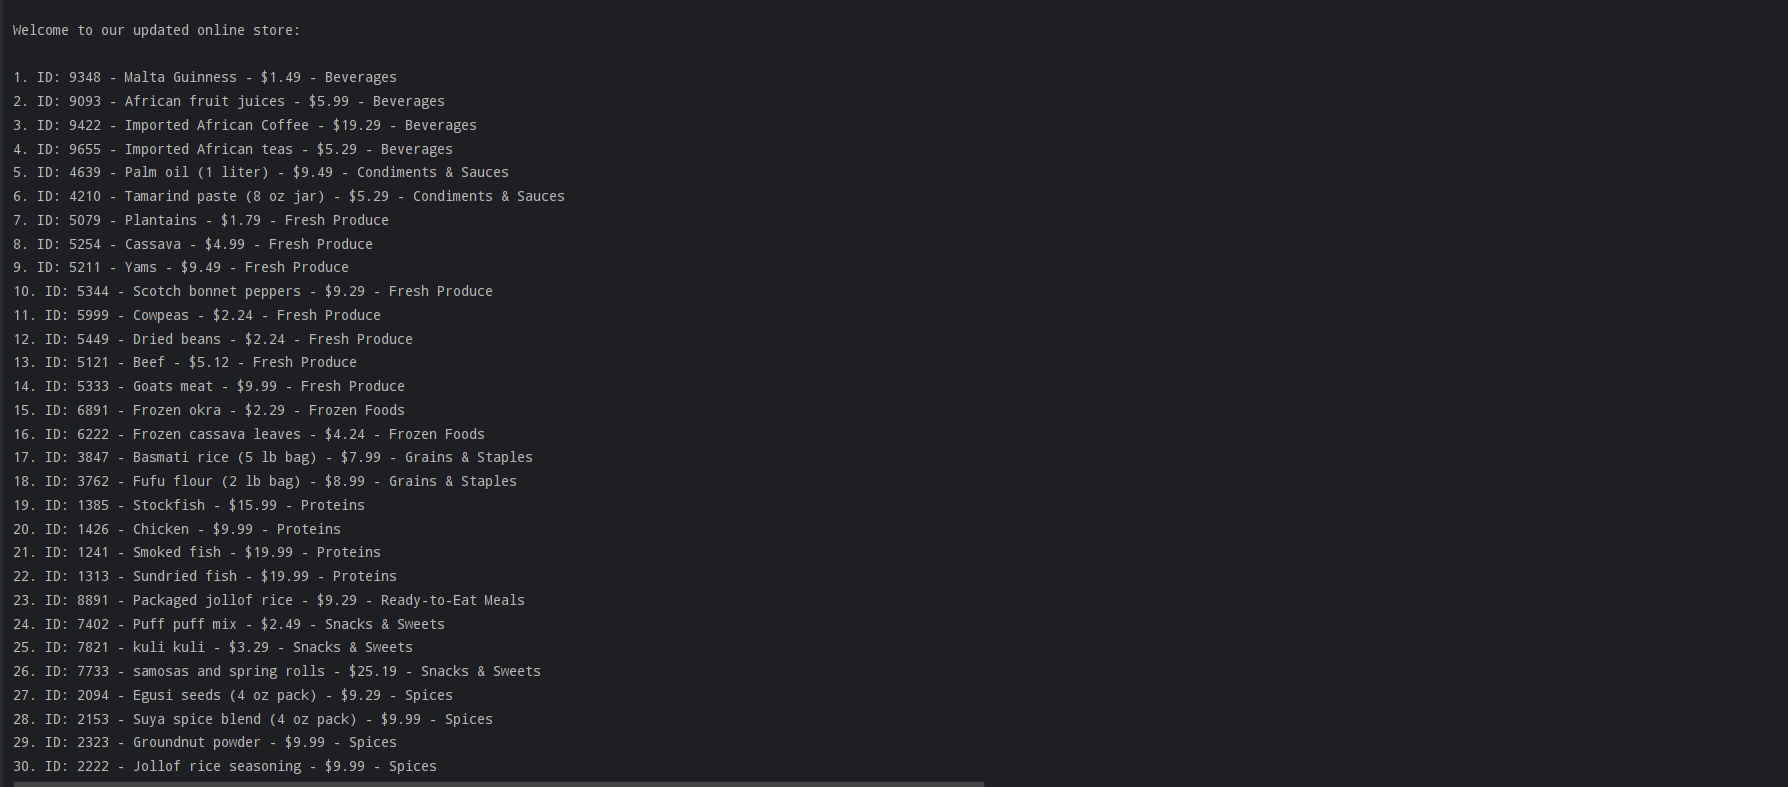 Welcome to our updated online store:
1. ID: 9348 - Malta Guinness - $1.49 - Beverages
2. ID: 9093 - African fruit juices - $5.99 - Beverages
3. ID: 9422 - Imported African Coffee - $19.29 - Beverages
4. ID: 9655 - Imported African teas - $5.29 - Beverages
5. ID: 4639 - Palm oil (1 liter) - $9.49 - Condiments & Sauces
6. ID: 4210 - Tamarind paste (8 oz jar) - $5.29 - Condiments & Sauces
7. ID: 5079 - Plantains - $1.79 - Fresh Produce
8. ID: 5254 - Cassava - $4.99 - Fresh Produce
9. ID: 5211 - Yams - $9.49 - Fresh Produce
10. ID: 5344 - Scotch bonnet peppers - $9.29 - Fresh Produce
11. ID: 5999 - Cowpeas - $2.24 - Fresh Produce
12. ID: 5449 - Dried beans - $2.24 - Fresh Produce
13. ID: 5121 - Beef - $5.12 - Fresh Produce
14. ID: 5333 - Goats meat - $9.99 - Fresh Produce
15. ID: 6891 - Frozen okra - $2.29 - Frozen Foods
16. ID: 6222 - Frozen cassava leaves - $4.24 - Frozen Foods
17. ID: 3847 - Basmati rice (5 lb bag) - $7.99 - Grains & Staples
18. ID: 3762 - Fufu flour (2 lb bag) - $8.99 - Grains & Staples
19. ID: 1385 - Stockfish - $15.99 - Proteins
20. ID: 1426 - Chicken - $9.99 - Proteins
21. ID: 1241 - Smoked fish - $19.99 - Proteins
22. ID: 1313 - Sundried fish - $19.99 - Proteins
23. ID: 8891 - Packaged jollof rice - $9.29 - Ready-to-Eat Meals
24. ID: 7402 - Puff puff mix - $2.49 - Snacks & Sweets
25. ID: 7821 - kuli kuli - $3.29 - Snacks & Sweets
26. ID: 7733 - samosas and spring rolls - $25.19 - Snacks & Sweets
27. ID: 2094 - Egusi seeds (4 oz pack) - $9.29 - Spices
28. ID: 2153 - Suya spice blend (4 oz pack) - $9.99 - Spices
29. ID: 2323 - Groundnut powder - $9.99 - Spices
30. ID: 2222 - Jollof rice seasoning - $9.99 - Spices